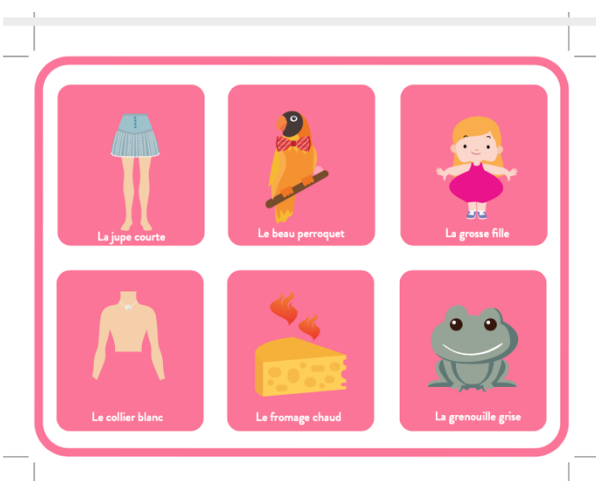 La jupe courte
Le beau perroquet
La grosse fille
Le collier blanc
Le fromage chaud
La grenouille grise